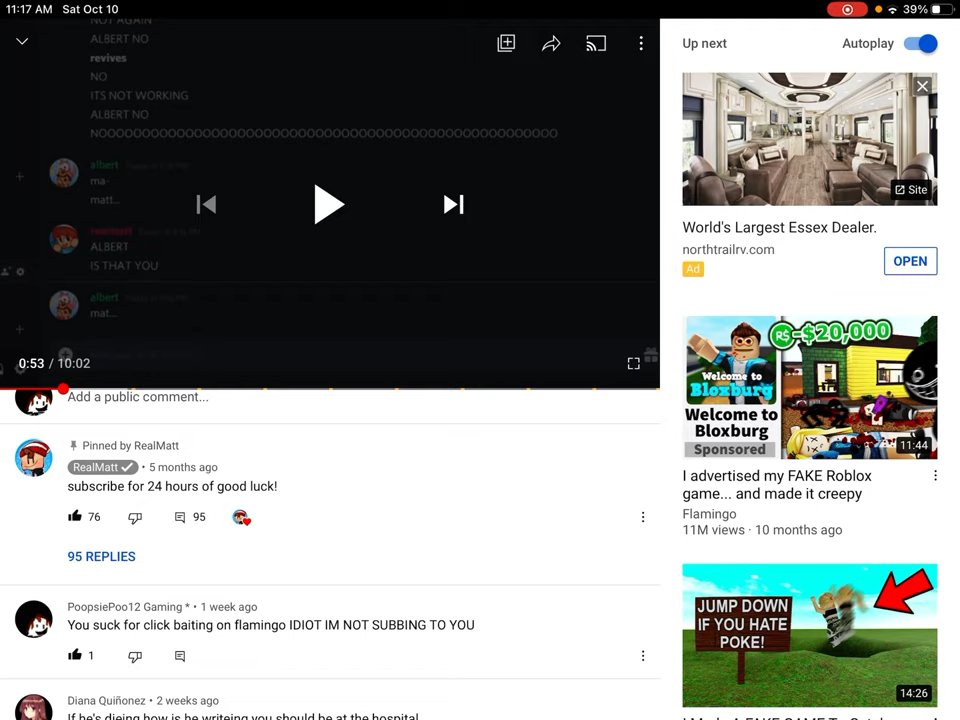 11:17 AM Sat Oct 10
39%
NOT AGAIN
ALBERT NO
revives
NO
ITS NOT WORKING
ALBERT NO
NOOOOOOOOOOOOOOOOOOOOOOOOOOOOOOOOOOOOOOOOOOOOOOOOOOOOOO
albert
ma-
matt...
realmatt
ALBERT
IS THAT YOU
albert
mat...
0:53 / 10:02
Add a public comment...
Pinned by RealMatt
RealMatt • 5 months ago
subscribe for 24 hours of good luck!
76
95
95 REPLIES
PoopsiePoo12 Gaming * • 1 week ago
You suck for click baiting on flamingo IDIOT IM NOT SUBBING TO YOU
1
Diana Quiñonez • 2 weeks ago
If he's dieing how is he writeing you should be at the hospital
Up next
Autoplay
Site
World's Largest Essex Dealer.
northtrailrv.com
Ad
OPEN
R$-$20,000
Welcome to
Bloxburg
Welcome to
Bloxburg
Sponsored
11:44
I advertised my FAKE Roblox
game... and made it creepy
Flamingo
11M views · 10 months ago
JUMP DOWN
IF YOU HATE
POKE!
14:26